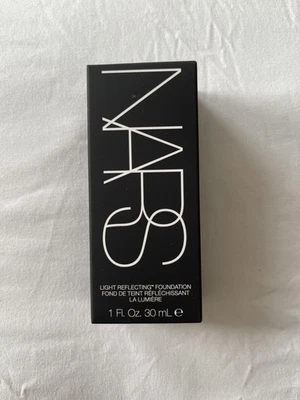 NARS
LIGHT REFLECTING™ FOUNDATION
FOND DE TEINT RÉFLÉCHISSANT
LA LUMIÈRE
1 Fl. Oz. 30 mL ℮